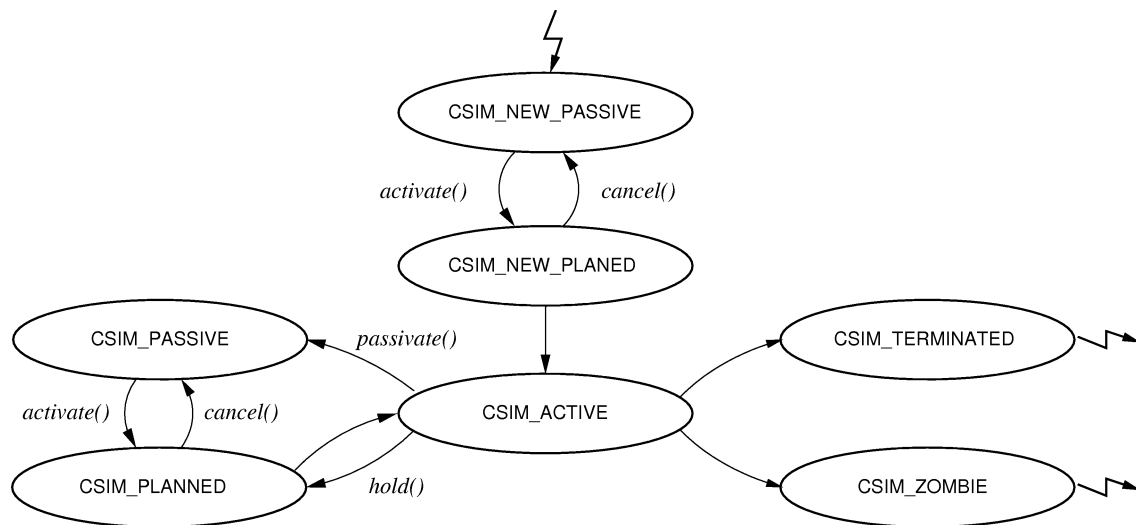 CSIM_NEW_PASSIVE
activate()
cancel()
CSIM_NEW_PLANED
CSIM_PASSIVE
passivate()
CSIM_TERMINATED
activate()
cancel()
CSIM_ACTIVE
CSIM_PLANNED
hold()
CSIM_ZOMBIE